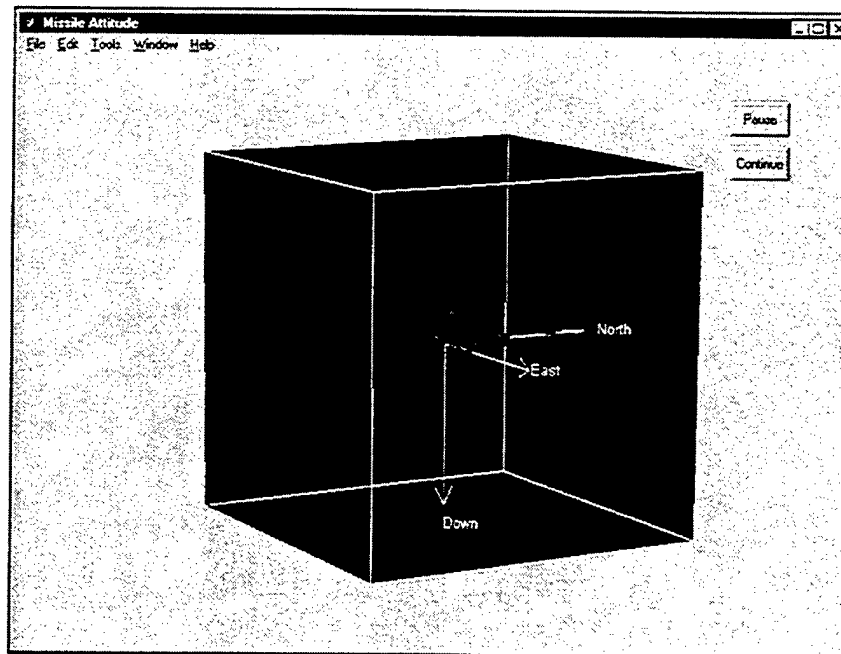 Missile Attitude
File Edit Tools Window Help
Pause
Continue
North
East
Down